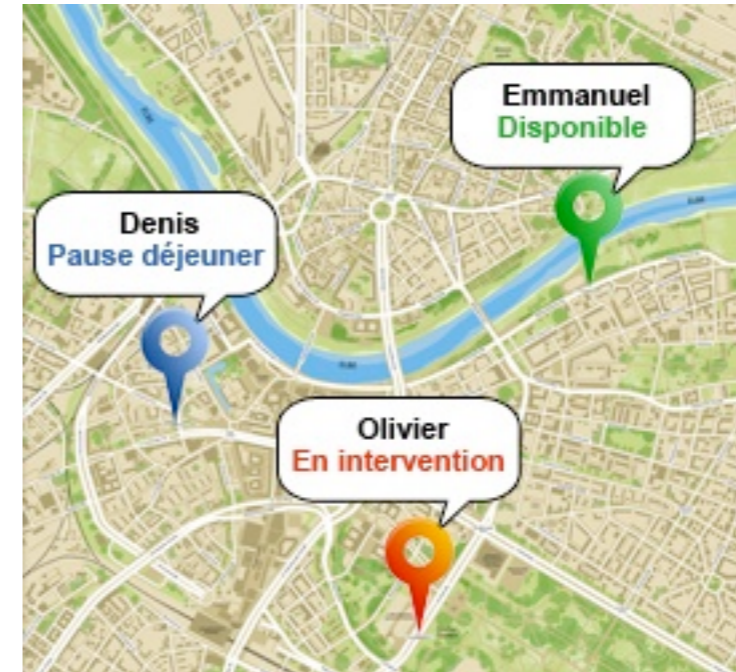 Emmanuel
Disponible
Denis
Pause déjeuner
Olivier
En intervention